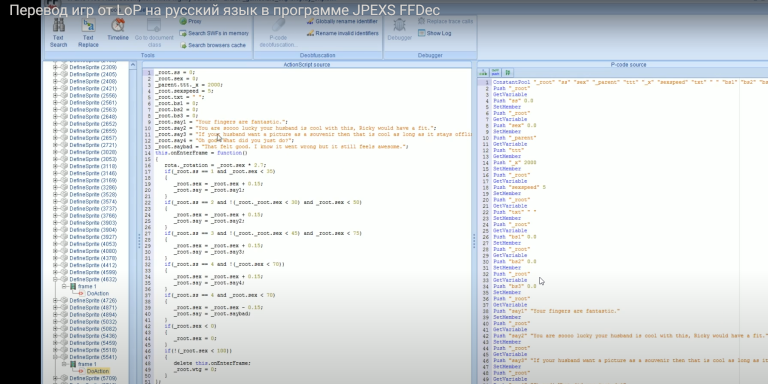 Перевод игр от LoP на русский язык в программе JPEXS FFDec
Text Search
Text Replace
Timeline
Go to document class
Proxy
Search SWFs in memory
Search browsers cache
Tools
P-code deobfuscation
Globally rename identifier
Rename invalid identifiers
Deobfuscation
Debugger
Replace trace calls
Show Log
Debugger
ActionScript source
P-code source
DefineSprite (2408)
DefineSprite (2421)
DefineSprite (2556)
DefineSprite (2561)
DefineSprite (2563)
DefineSprite (2648)
DefineSprite (2652)
DefineSprite (2655)
DefineSprite (2857)
DefineSprite (3721)
DefineSprite (3028)
DefineSprite (3053)
DefineSprite (3118)
DefineSprite (3146)
DefineSprite (3169)
DefineSprite (3286)
DefineSprite (3528)
DefineSprite (3574)
DefineSprite (3737)
DefineSprite (3766)
DefineSprite (3903)
DefineSprite (3804)
DefineSprite (3927)
DefineSprite (4053)
DefineSprite (4080)
DefineSprite (4378)
DefineSprite (4412)
DefineSprite (4599)
DefineSprite (4632)
frame 1
DoAction
DefineSprite (4726)
DefineSprite (4871)
DefineSprite (4894)
DefineSprite (5032)
DefineSprite (5082)
DefineSprite (5438)
DefineSprite (5459)
DefineSprite (5518)
DefineSprite (5541)
frame 1
DoAction
DefineSprite (5709)
1 _root.ss = 0;
2 _root.sex = 0;
3 _parent.ttt._x = 2000;
4 _root.sexspeed = 5;
5 _root.txt = " ";
6 _root.bs1 = 0;
7 _root.bs2 = 0;
8 _root.bs3 = 0;
9 _root.say1 = "Your fingers are fantastic.";
10 _root.say2 = "You are soooo lucky your husband is cool with this, Ricky would have a fit.";
11 _root.say3 = "If your husband want a picture as a souvenir then that is cool as long as it stays
12 _root.say4 = "Oh god what did you just do!";
13 _root.saybad = "That felt good, I know it went wrong but it still feels awesome.";
14 this.onEnterFrame = function()
15 {
16 rota._rotation = _root.sex * 2.7;
17 if(_root.ss == 1 and _root.sex < 25)
18 {
19 _root.sex = _root.sex + 0.15;
20 _root.say = _root.say1;
21 }
22 if(_root.ss == 2 and !(_root._root.sex < 20) and _root.sex < 50)
23 {
24 _root.sex = _root.sex + 0.15;
25 _root.say = _root.say2;
26 }
27 if(_root.ss == 3 and !(_root._root.sex < 45) and _root.sex < 75)
28 {
29 _root.sex = _root.sex + 0.15;
30 _root.say = _root.say3;
31 }
32 if(_root.ss == 4 and !(_root.sex < 70))
33 {
34 _root.sex = _root.sex + 0.15;
35 _root.say = _root.say4;
36 }
37 if(_root.ss == 4 and _root.sex < 70)
38 {
39 _root.sex = _root.sex - 0.15;
40 _root.say = _root.saybad;
41 }
42 if(_root.sex < 0)
43 {
44 _root.sex = 0;
45 }
46 if(!(_root.sex < 100))
47 {
48 delete this.onEnterFrame;
49 _root.wtg = 0;
50 }
51 };
1 ConstantPool "_root" "ss" "sex" "_parent" "ttt" "_x" "sexspeed" "txt" " " "bs1" "bs2"
2 Push "_root"
3 GetVariable
4 Push "ss" 0.0
5 SetMember
6 Push "_root"
7 GetVariable
8 Push "sex" 0.0
9 SetMember
10 Push "_parent"
11 GetVariable
12 Push "ttt"
13 GetMember
14 Push "_x" 2000
15 SetMember
16 Push "_root"
17 GetVariable
18 Push "sexspeed" 5
19 SetMember
20 Push "_root"
21 GetVariable
22 Push "txt" " "
23 SetMember
24 Push "_root"
25 GetVariable
26 Push "bs1" 0.0
27 SetMember
28 Push "_root"
29 GetVariable
30 Push "bs2" 0.0
31 SetMember
32 Push "_root"
33 GetVariable
34 Push "bs3" 0.0
35 SetMember
36 Push "_root"
37 GetVariable
38 Push "say1" "Your fingers are fantastic."
39 SetMember
40 Push "_root"
41 GetVariable
42 Push "say2" "You are soooo lucky your husband is cool with this, Ricky would have a fit."
43 SetMember
44 Push "_root"
45 GetVariable
46 Push "say3" "If your husband want a picture as a souvenir then that is cool as long as it
47 SetMember
48 Push "_root"
49 GetVariable